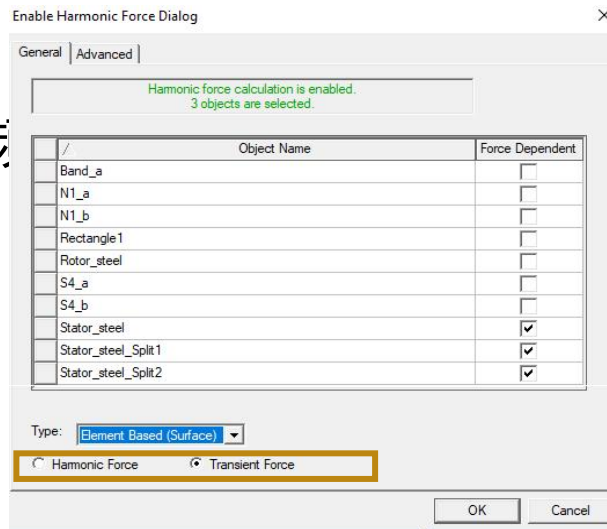 Enable Harmonic Force Dialog
General Advanced
Harmonic force calculation is enabled.
3 objects are selected.
/ Object Name Force Dependent
Band_a
N1_a
N1_b
Rectangle1
Rotor_steel
S4_a
S4_b
Stator_steel
Stator_steel_Split1
Stator_steel_Split2
Type: Element Based (Surface)
Harmonic Force Transient Force
OK Cancel